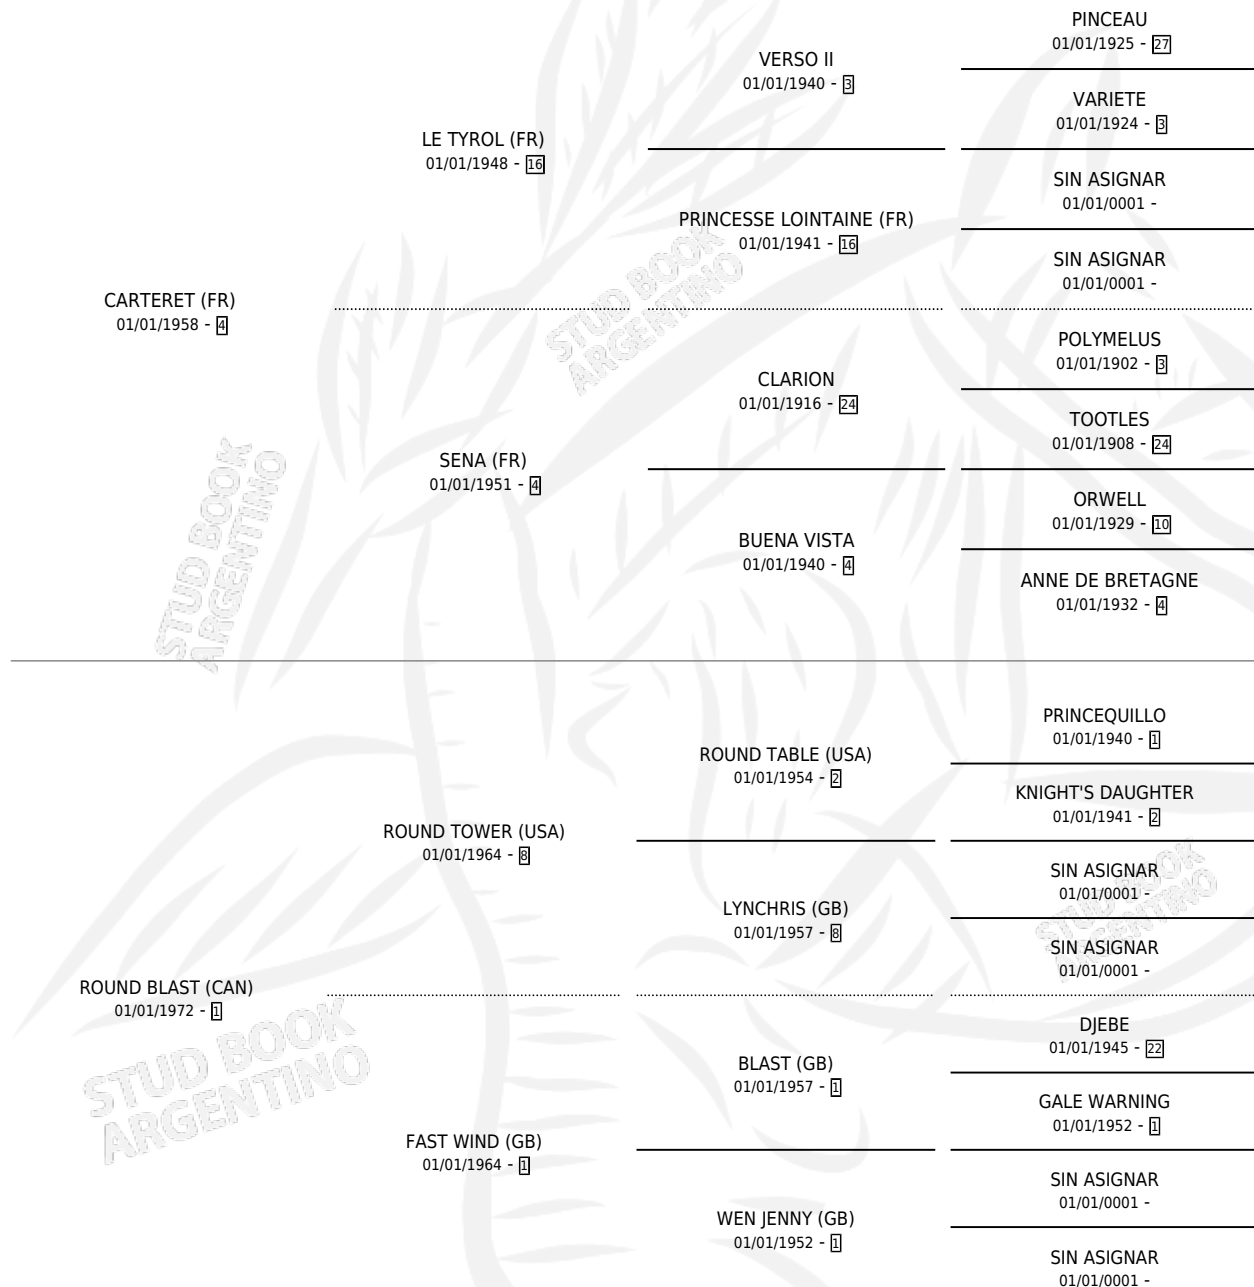 PINCEAU
01/01/1925 - 27
VERSO II
01/01/1940 - 3
VARIETE
01/01/1924 - 3
LE TYROL (FR)
01/01/1948 - 16
SIN ASIGNAR
01/01/0001 -
PRINCESSE LOINTAINE (FR)
01/01/1941 - 16
SIN ASIGNAR
01/01/0001 -
CARTERET (FR)
01/01/1958 - 4
STUD BOOK
ARGENTINO
POLYMELUS
01/01/1902 - 3
CLARION
01/01/1916 - 24
TOOTLES
01/01/1908 - 24
SENA (FR)
01/01/1951 - 4
ORWELL
01/01/1929 - 10
BUENA VISTA
01/01/1940 - 4
ANNE DE BRETAGNE
01/01/1932 - 4
STUD BOOK
ARGENTINO
PRINCEQUILLO
01/01/1940 - 1
ROUND TABLE (USA)
01/01/1954 - 2
KNIGHT'S DAUGHTER
01/01/1941 - 2
ROUND TOWER (USA)
01/01/1964 - 8
SIN ASIGNAR
01/01/0001 -
LYNCHRIS (GB)
01/01/1957 - 8
SIN ASIGNAR
01/01/0001 -
STUD BOOK
ARGENTINO
ROUND BLAST (CAN)
01/01/1972 - 1
STUD BOOK
ARGENTINO
DJEBE
01/01/1945 - 22
BLAST (GB)
01/01/1957 - 1
GALE WARNING
01/01/1952 - 1
FAST WIND (GB)
01/01/1964 - 1
SIN ASIGNAR
01/01/0001 -
WEN JENNY (GB)
01/01/1952 - 1
SIN ASIGNAR
01/01/0001 -